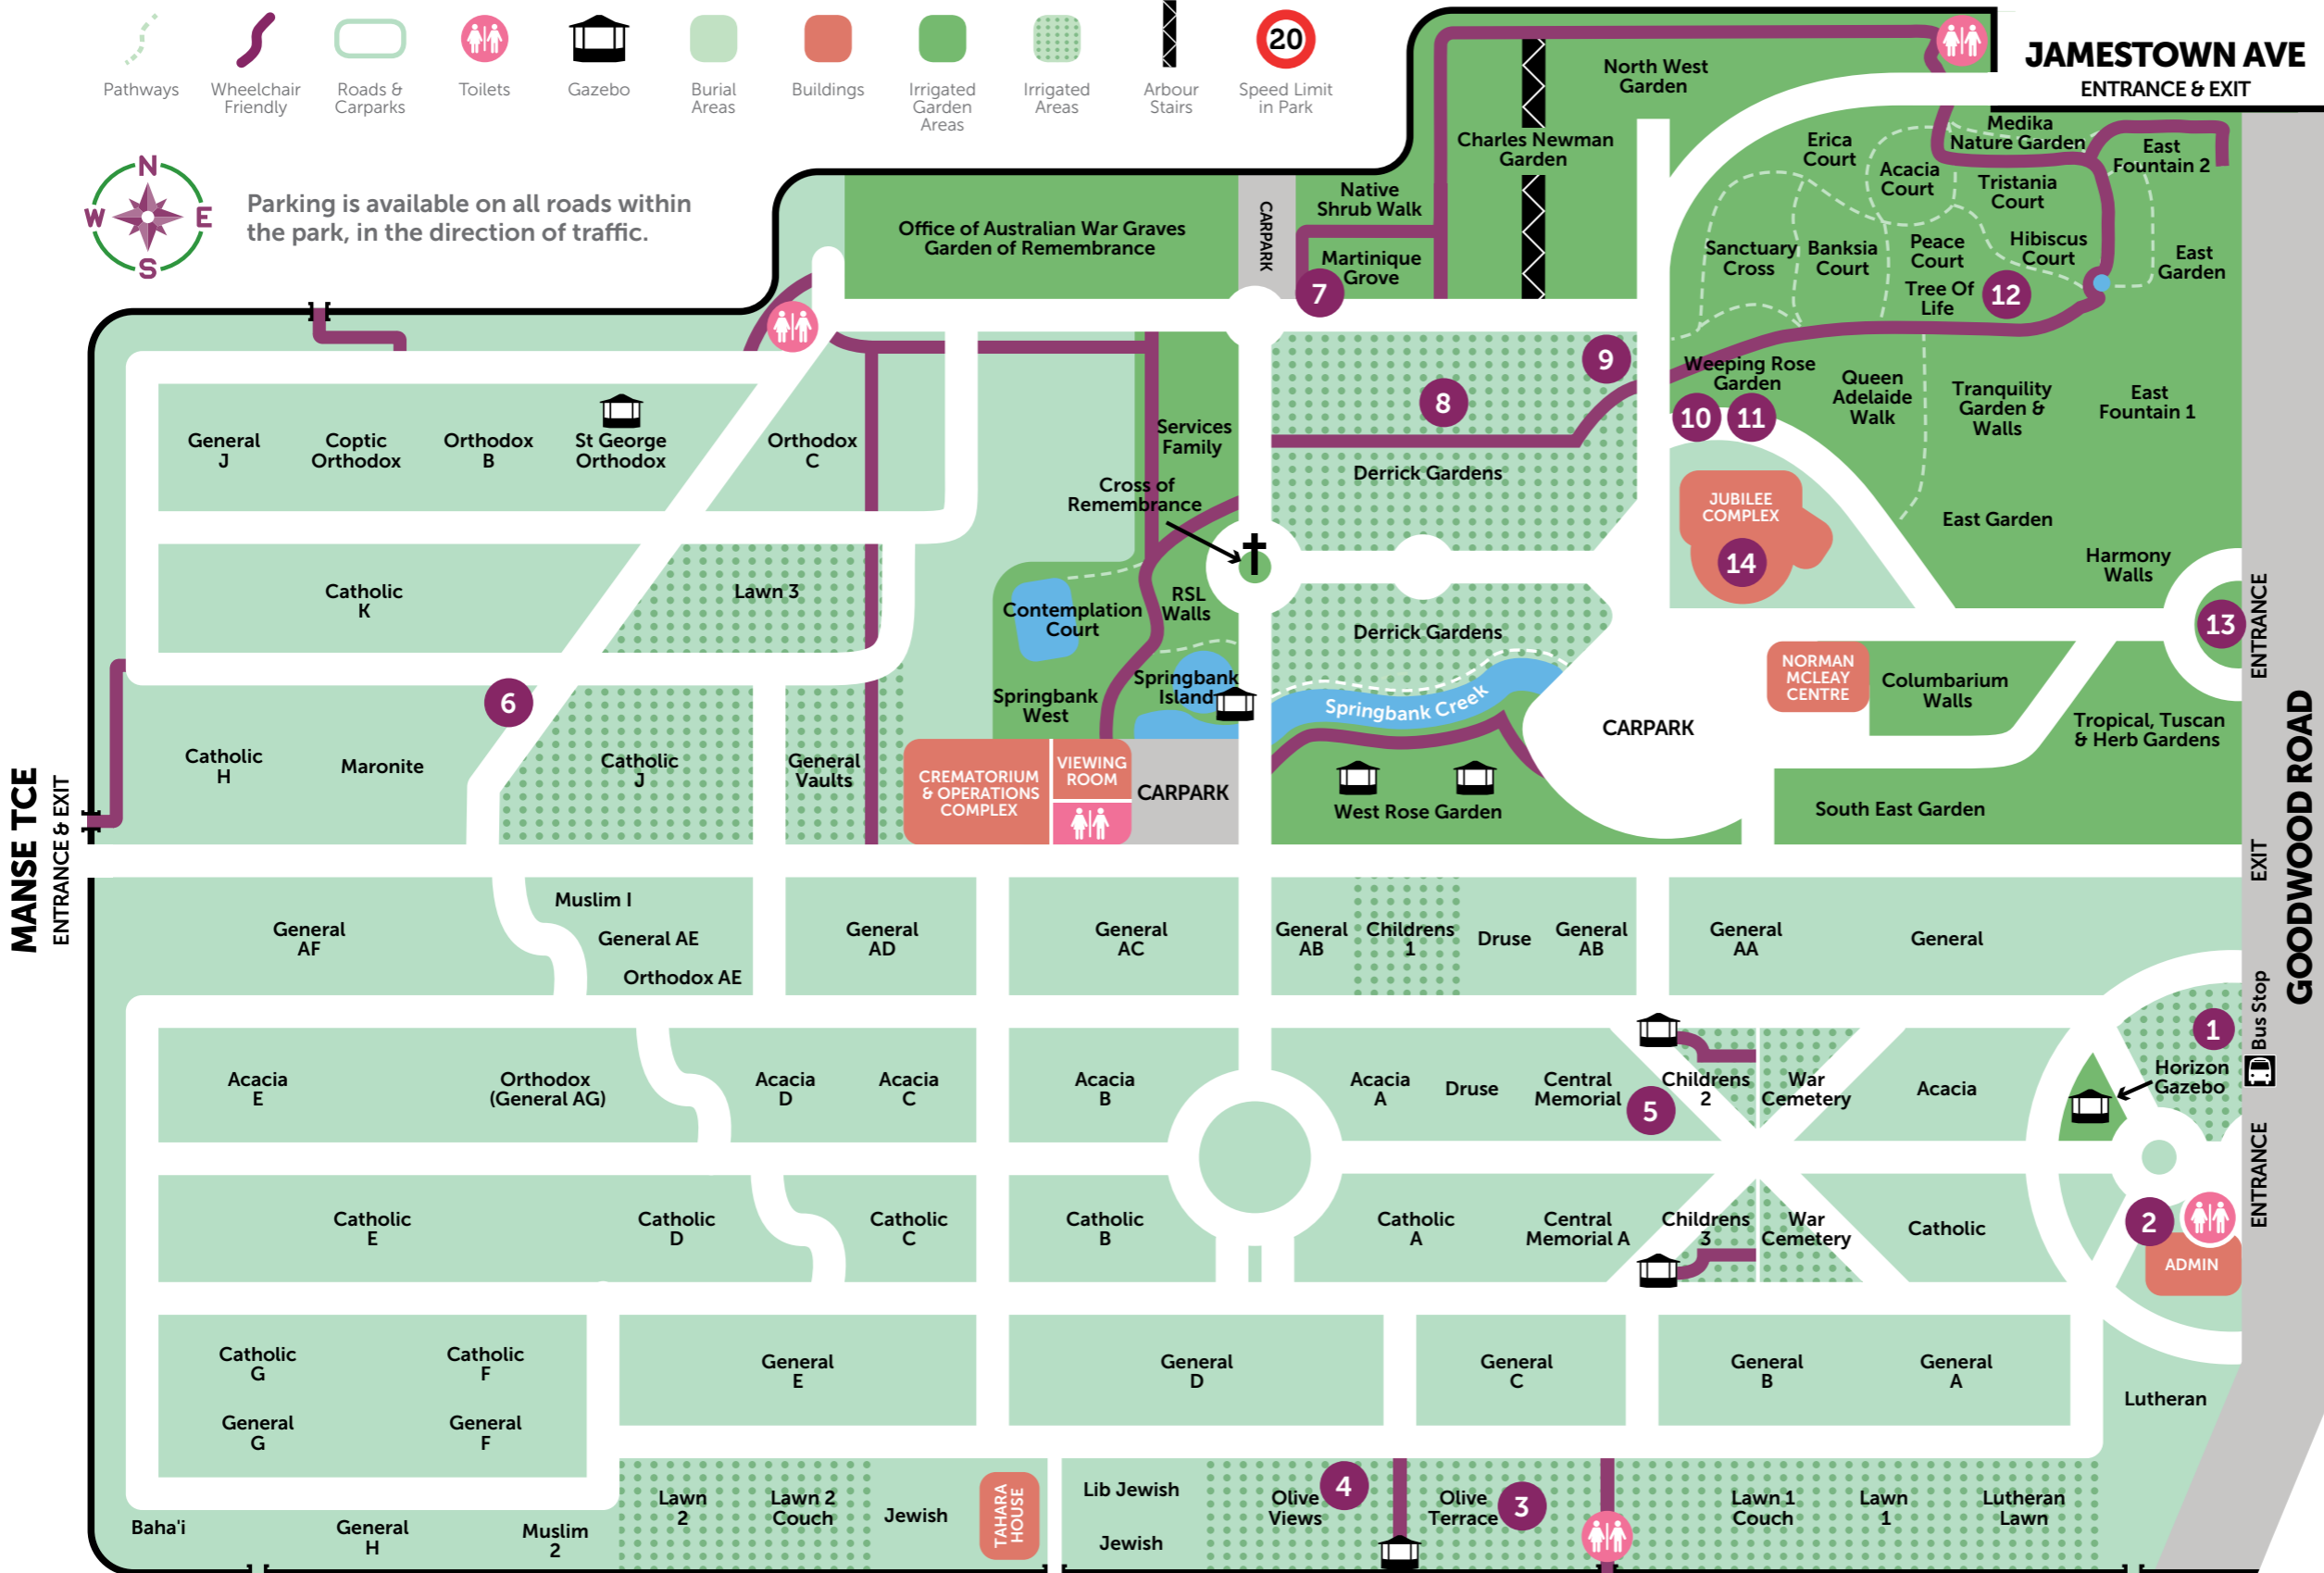 Pathways
Wheelchair
Friendly
Roads &
Carparks
Toilets
Gazebo
Burial
Areas
Buildings
Irrigated
Garden
Areas
Irrigated
Areas
Arbour
Stairs
20
Speed Limit
in Park
JAMESTOWN AVE
ENTRANCE & EXIT
N
W
E
S
Parking is available on all roads within
the park, in the direction of traffic.
North West
Garden
Charles Newman
Garden
Native
Shrub Walk
Martinique
Grove
7
CARPARK
Office of Australian War Graves
Garden of Remembrance
Erica
Court
Acacia
Court
Medika
Nature Garden
East
Fountain 2
Tristania
Court
Sanctuary
Cross
Banksia
Court
Peace
Court
Hibiscus
Court
East
Garden
Tree Of
Life
12
9
8
Weeping Rose
Garden
10
11
Queen
Adelaide
Walk
Tranquility
Garden &
Walls
East
Fountain 1
General
J
Coptic
Orthodox
Orthodox
B
St George
Orthodox
Orthodox
C
Services
Family
Cross of
Remembrance
Derrick Gardens
JUBILEE
COMPLEX
14
East Garden
Harmony
Walls
Catholic
K
Lawn 3
Contemplation
Court
RSL
Walls
Derrick Gardens
13
ENTRANCE
6
Springbank
West
Springbank
Island
Springbank Creek
CARPARK
NORMAN
MCLEAY
CENTRE
Columbarium
Walls
Tropical, Tuscan
& Herb Gardens
GOODWOOD ROAD
MANSE TCE
ENTRANCE & EXIT
Catholic
H
Maronite
Catholic
J
General
Vaults
CREMATORIUM
& OPERATIONS
COMPLEX
VIEWING
ROOM
CARPARK
West Rose Garden
South East Garden
EXIT
General
AF
Muslim I
General AE
Orthodox AE
General
AD
General
AC
General
AB
Childrens
1
Druse
General
AB
General
AA
General
Bus Stop
1
Horizon
Gazebo
Acacia
E
Orthodox
(General AG)
Acacia
D
Acacia
C
Acacia
B
Acacia
A
Druse
Central
Memorial
5
Childrens
2
War
Cemetery
Acacia
ENTRANCE
Catholic
E
Catholic
D
Catholic
C
Catholic
B
Catholic
A
Central
Memorial A
Childrens
3
War
Cemetery
Catholic
2
ADMIN
Catholic
G
Catholic
F
General
G
General
F
General
E
General
D
General
C
General
B
General
A
Lutheran
Baha'i
General
H
Muslim
2
Lawn
2
Lawn 2
Couch
Jewish
TAHARA
HOUSE
Lib Jewish
Jewish
Olive
Views
4
Olive
Terrace
3
Lawn 1
Couch
Lawn
1
Lutheran
Lawn